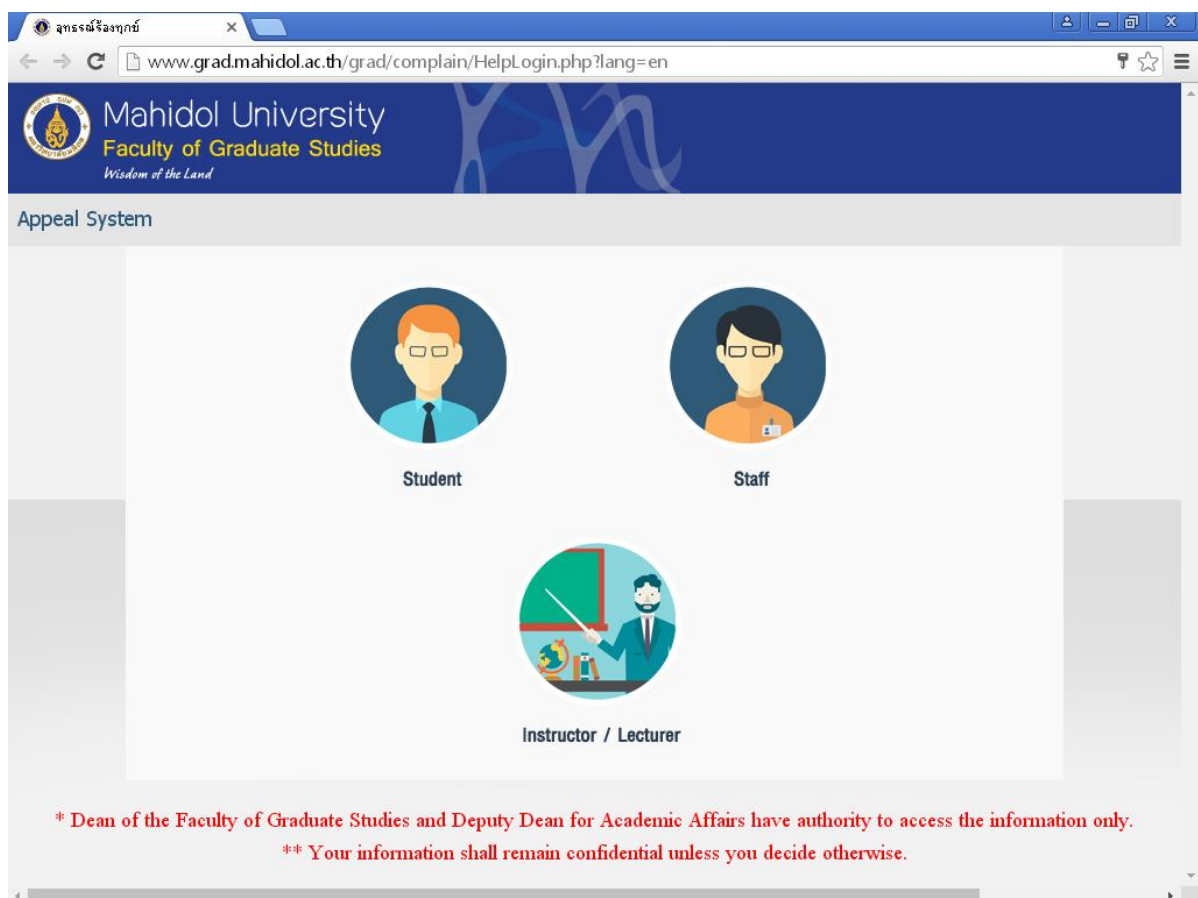 อุทธรณ์ร้องทุกข์
www.grad.mahidol.ac.th/grad/complain/HelpLogin.php?lang=en
Mahidol University
Faculty of Graduate Studies
Wisdom of the Land
Appeal System
Student
Staff
Instructor / Lecturer
* Dean of the Faculty of Graduate Studies and Deputy Dean for Academic Affairs have authority to access the information only.
** Your information shall remain confidential unless you decide otherwise.